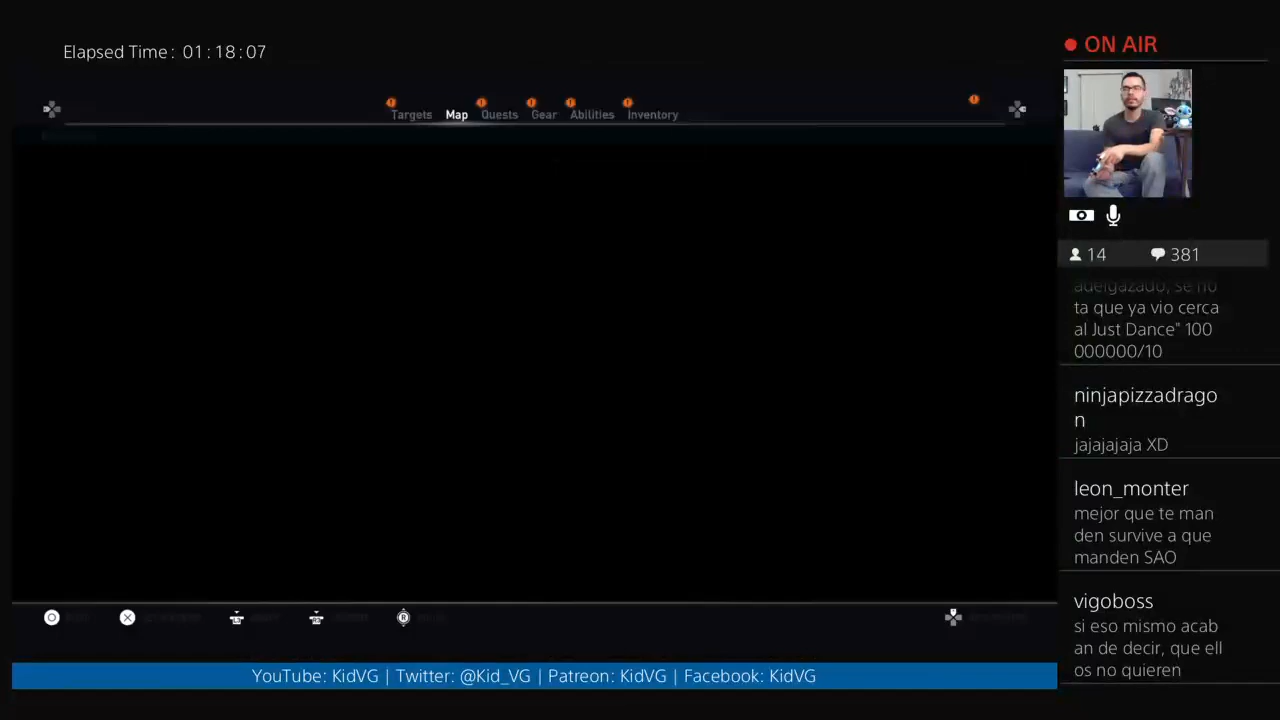 Elapsed Time: 01:18:07
ON AIR
Targets Map Quests Gear Abilities Inventory
14 381
adelgazado, se no
ta que ya vio cerca
al Just Dance" 100
000000/10
ninjapizzadrago
n
jajajajaja XD
leon_monter
mejor que te man
den survive a que
manden SAO
vigoboss
si eso mismo acab
an de decir, que ell
os no quieren
YouTube: KidVG | Twitter: @Kid_VG | Patreon: KidVG | Facebook: KidVG